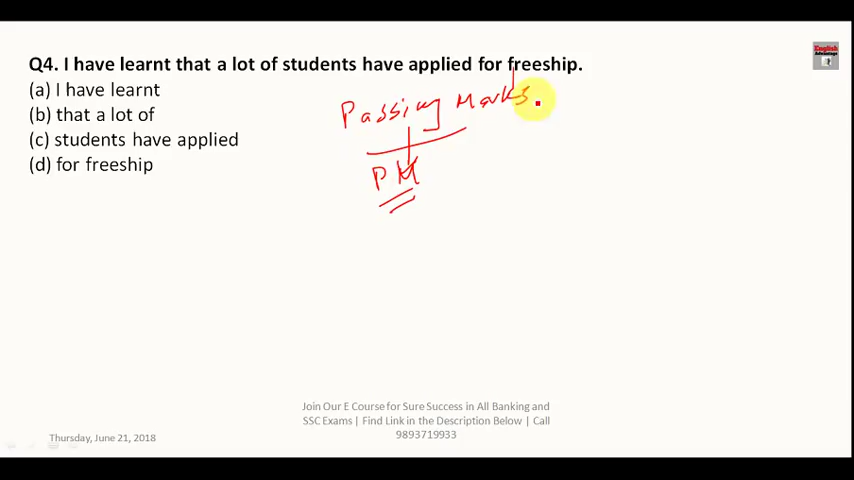 English
Advantage
Q4. I have learnt that a lot of students have applied for freeship.
(a) I have learnt
(b) that a lot of
(c) students have applied
(d) for freeship
Passing Marks
PM
Join Our E Course for Sure Success in All Banking and
SSC Exams | Find Link in the Description Below | Call
9893719933
Thursday, June 21, 2018